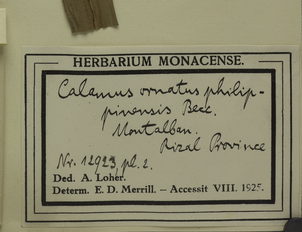 HERBARIUM MONACENSE.
Calamus ornatus philip-
pinensis Becc.
Montalban.
Rizal Province
Nr. 12923 pl. 2.
Ded. A. Loher.
Determ. E. D. Merrill. – Accessit VIII. 1925.